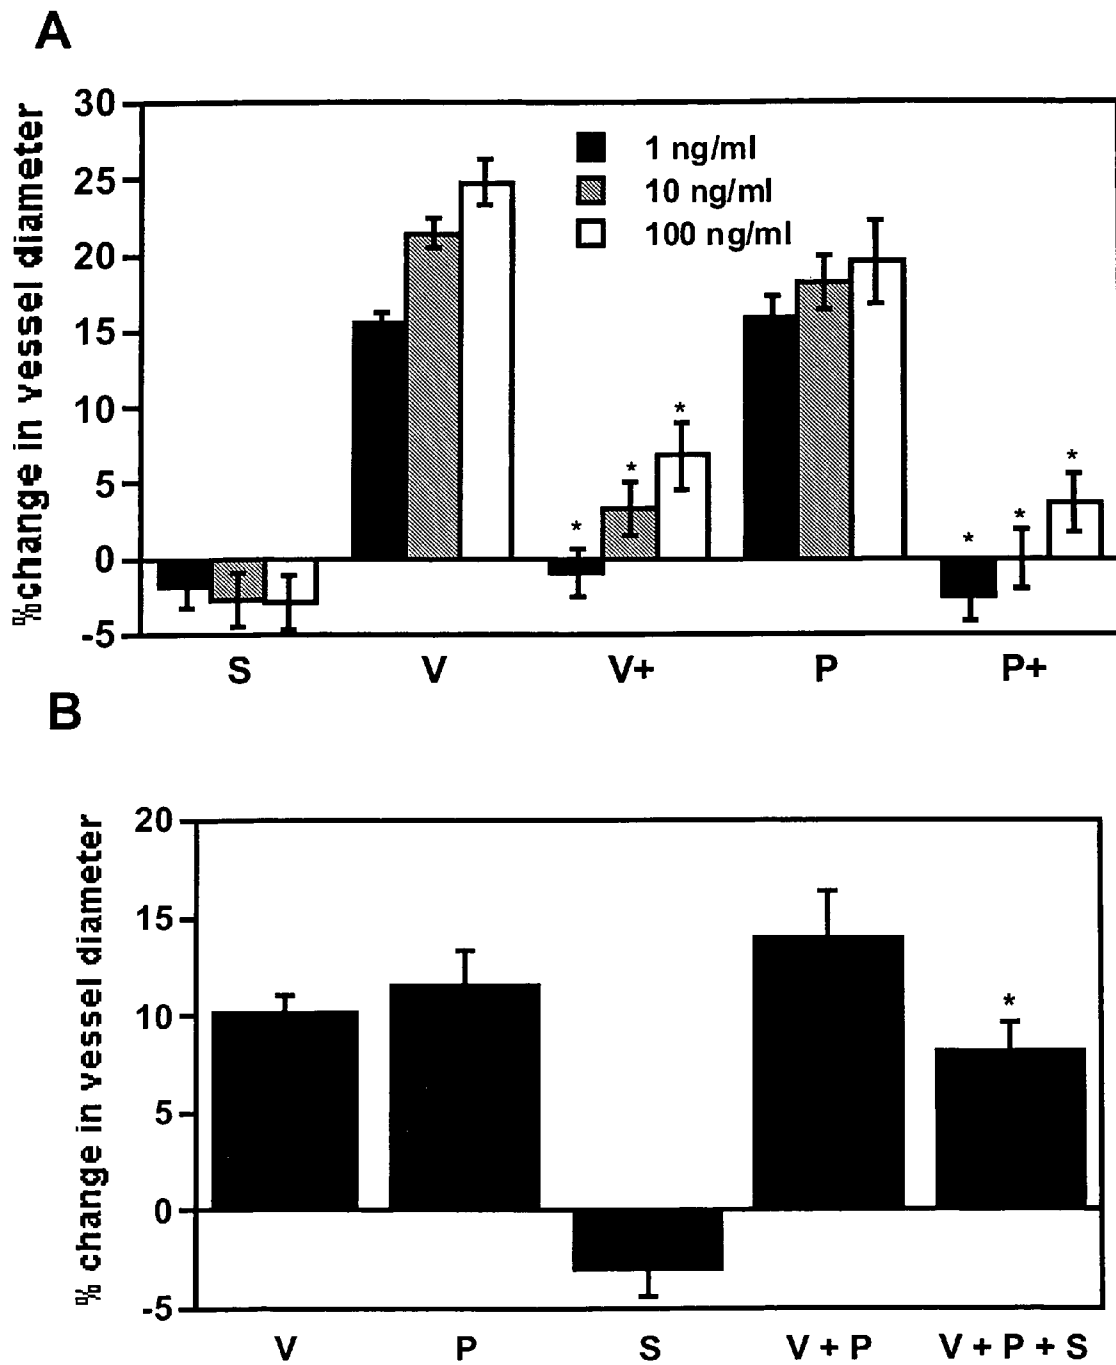 A
%change in vessel diameter
30
25
20
15
10
5
0
-5
1 ng/ml
10 ng/ml
100 ng/ml
*
*
*
*
*
*
S V V+ P P+
B
% change in vessel diameter
20
15
10
5
0
-5
*
V P S V + P V + P + S